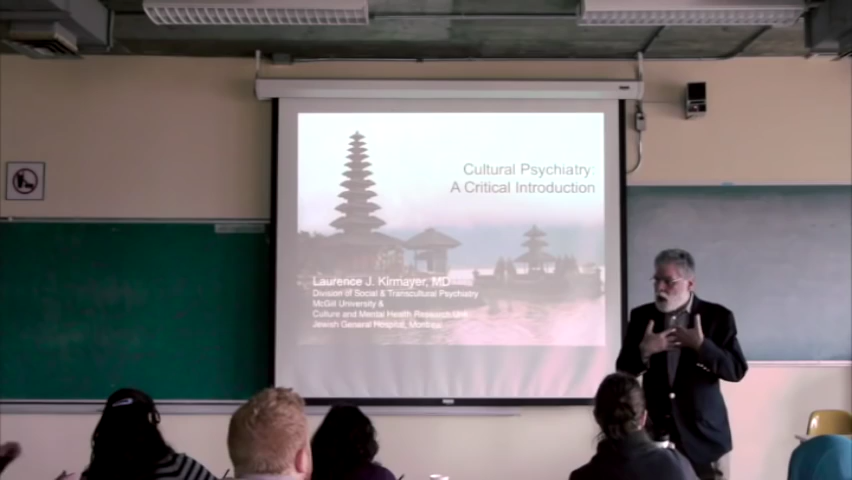 Cultural Psychiatry:
A Critical Introduction
Laurence J. Kirmayer, MD
Division of Social & Transcultural Psychiatry
McGill University &
Culture and Mental Health Research Unit
Jewish General Hospital, Montreal